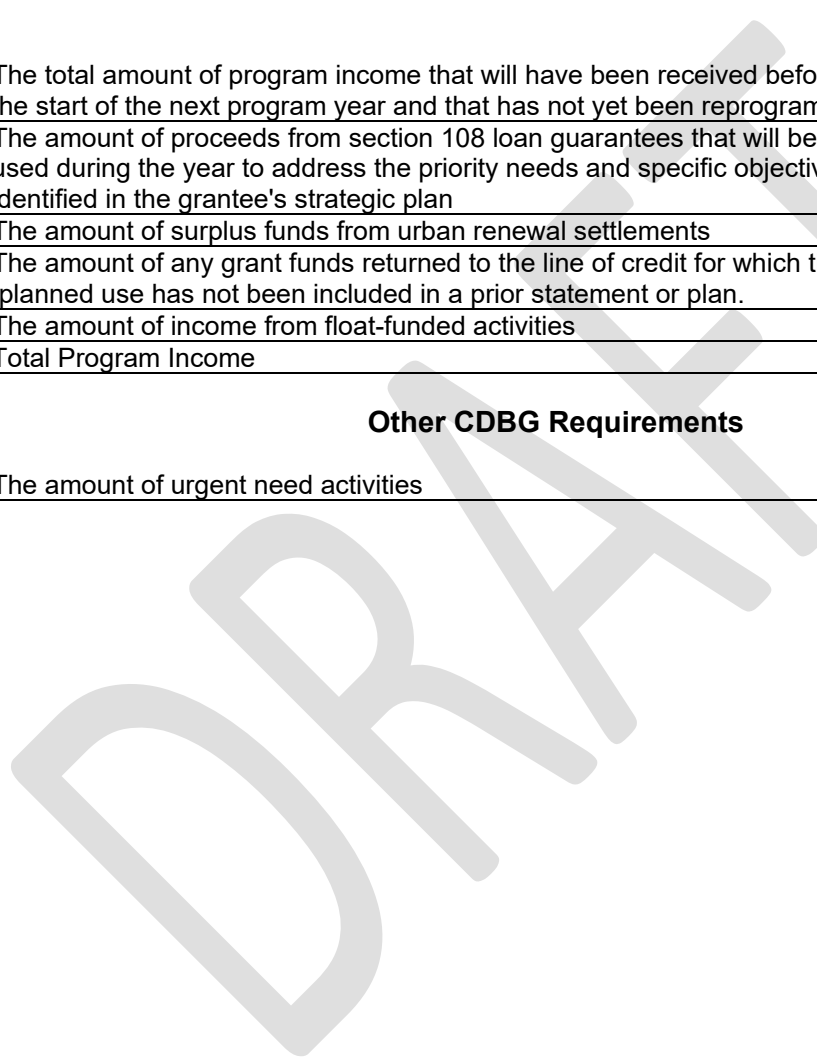 The total amount of program income that will have been received befo
the start of the next program year and that has not yet been reprogram
The amount of proceeds from section 108 loan guarantees that will be
used during the year to address the priority needs and specific objectiv
identified in the grantee's strategic plan
The amount of surplus funds from urban renewal settlements
The amount of any grant funds returned to the line of credit for which t
planned use has not been included in a prior statement or plan.
The amount of income from float-funded activities
Total Program Income
Other CDBG Requirements
The amount of urgent need activities
DRAFT